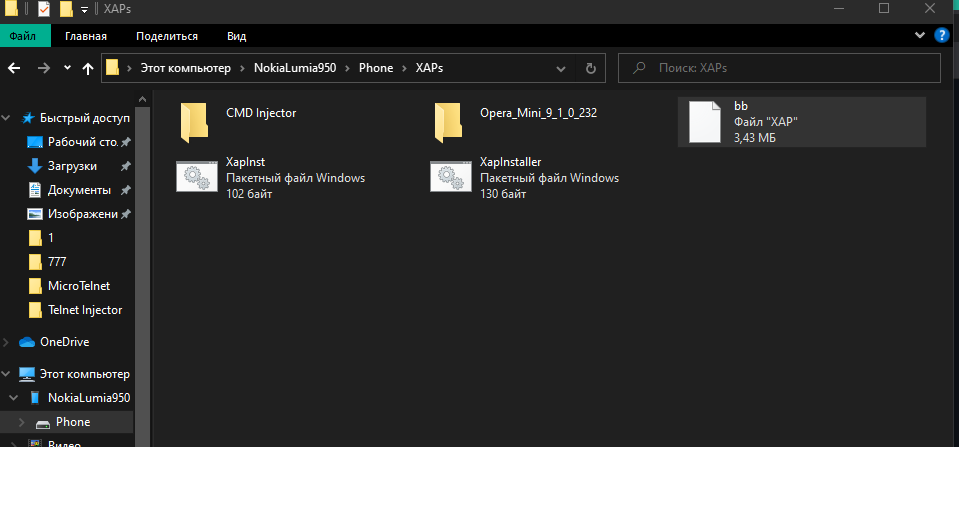 XAPs
Файл
Главная
Поделиться
Вид
Этот компьютер
NokiaLumia950
Phone
XAPs
Поиск: XAPs
Быстрый доступ
Рабочий сто.
Загрузки
Документы
Изображени
1
777
MicroTelnet
Telnet Injector
OneDrive
Этот компьютер
NokiaLumia950
Phone
Видео
CMD Injector
Opera_Mini_9_1_0_232
bb
Файл "XAP"
3,43 МБ
XapInst
Пакетный файл Windows
102 байт
XapInstaller
Пакетный файл Windows
130 байт